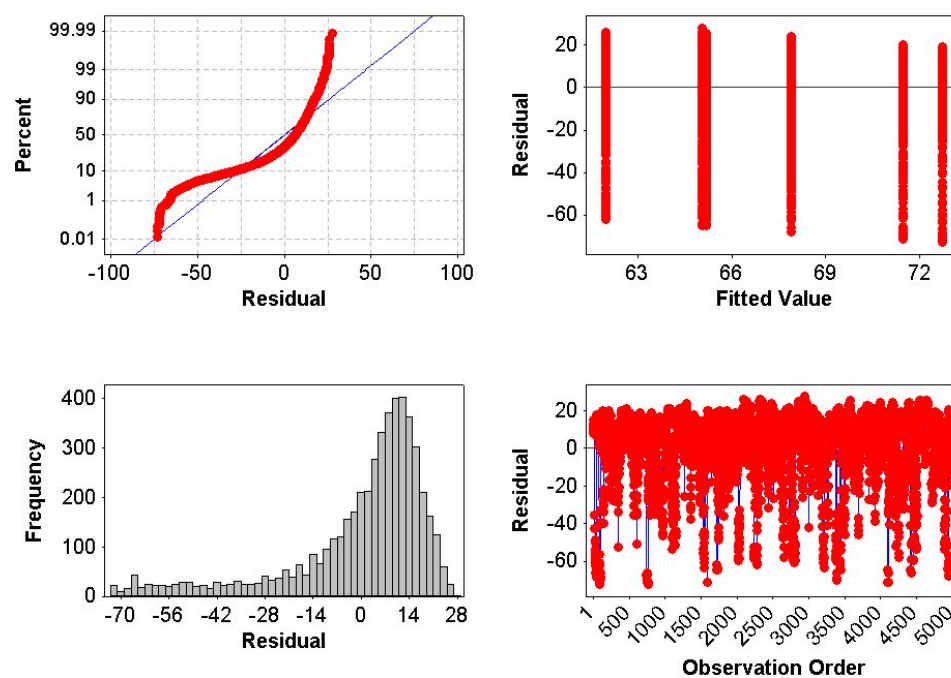 Percent
99.99
99
90
50
10
1
0.01
-100 -50 0 50 100
Residual
Residual
20
0
-20
-40
-60
63 66 69 72
Fitted Value
Frequency
400
300
200
100
0
-70 -56 -42 -28 -14 0 14 28
Residual
Residual
20
0
-20
-40
-60
1 500 1000 1500 2000 2500 3000 3500 4000 4500 5000
Observation Order